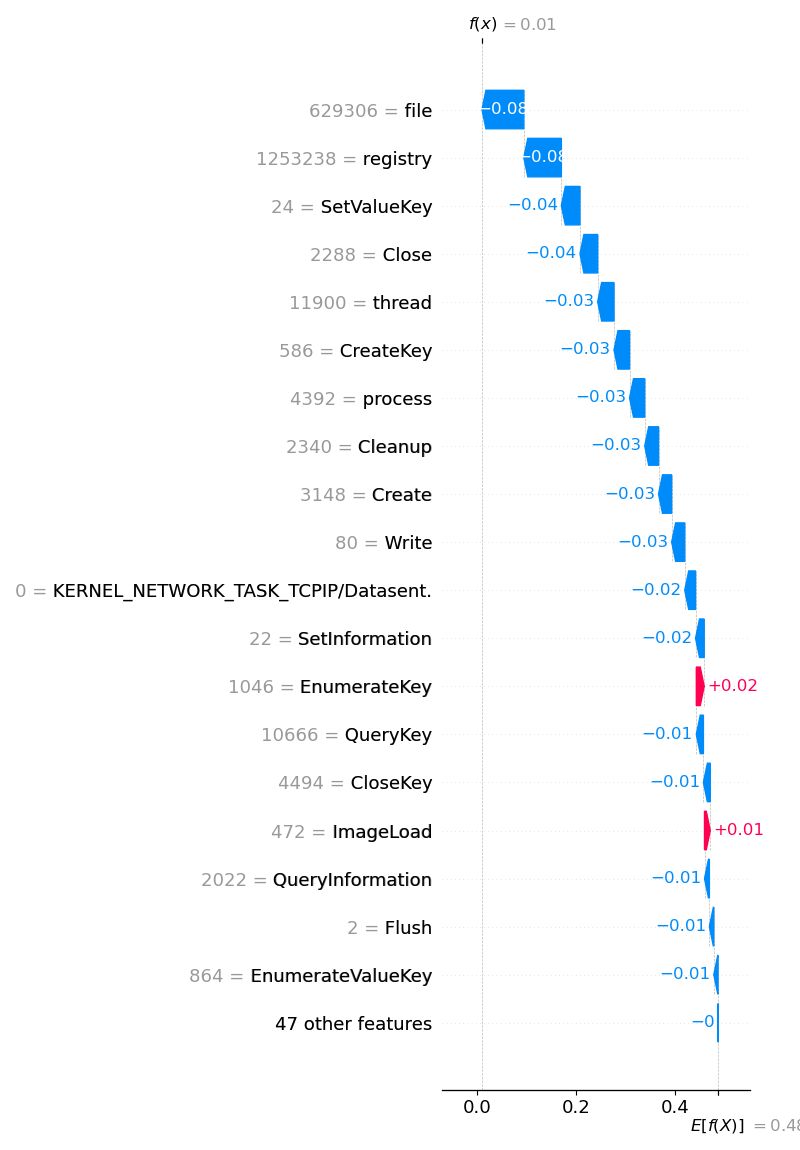 f(x) = 0.01
629306 = file −0.08
1253238 = registry −0.08
24 = SetValueKey −0.04
2288 = Close −0.04
11900 = thread −0.03
586 = CreateKey −0.03
4392 = process −0.03
2340 = Cleanup −0.03
3148 = Create −0.03
80 = Write −0.03
0 = KERNEL_NETWORK_TASK_TCPIP/Datasent. −0.02
22 = SetInformation −0.02
1046 = EnumerateKey +0.02
10666 = QueryKey −0.01
4494 = CloseKey −0.01
472 = ImageLoad +0.01
2022 = QueryInformation −0.01
2 = Flush −0.01
864 = EnumerateValueKey −0.01
47 other features −0
0.0 0.2 0.4
E[f(X)] = 0.48